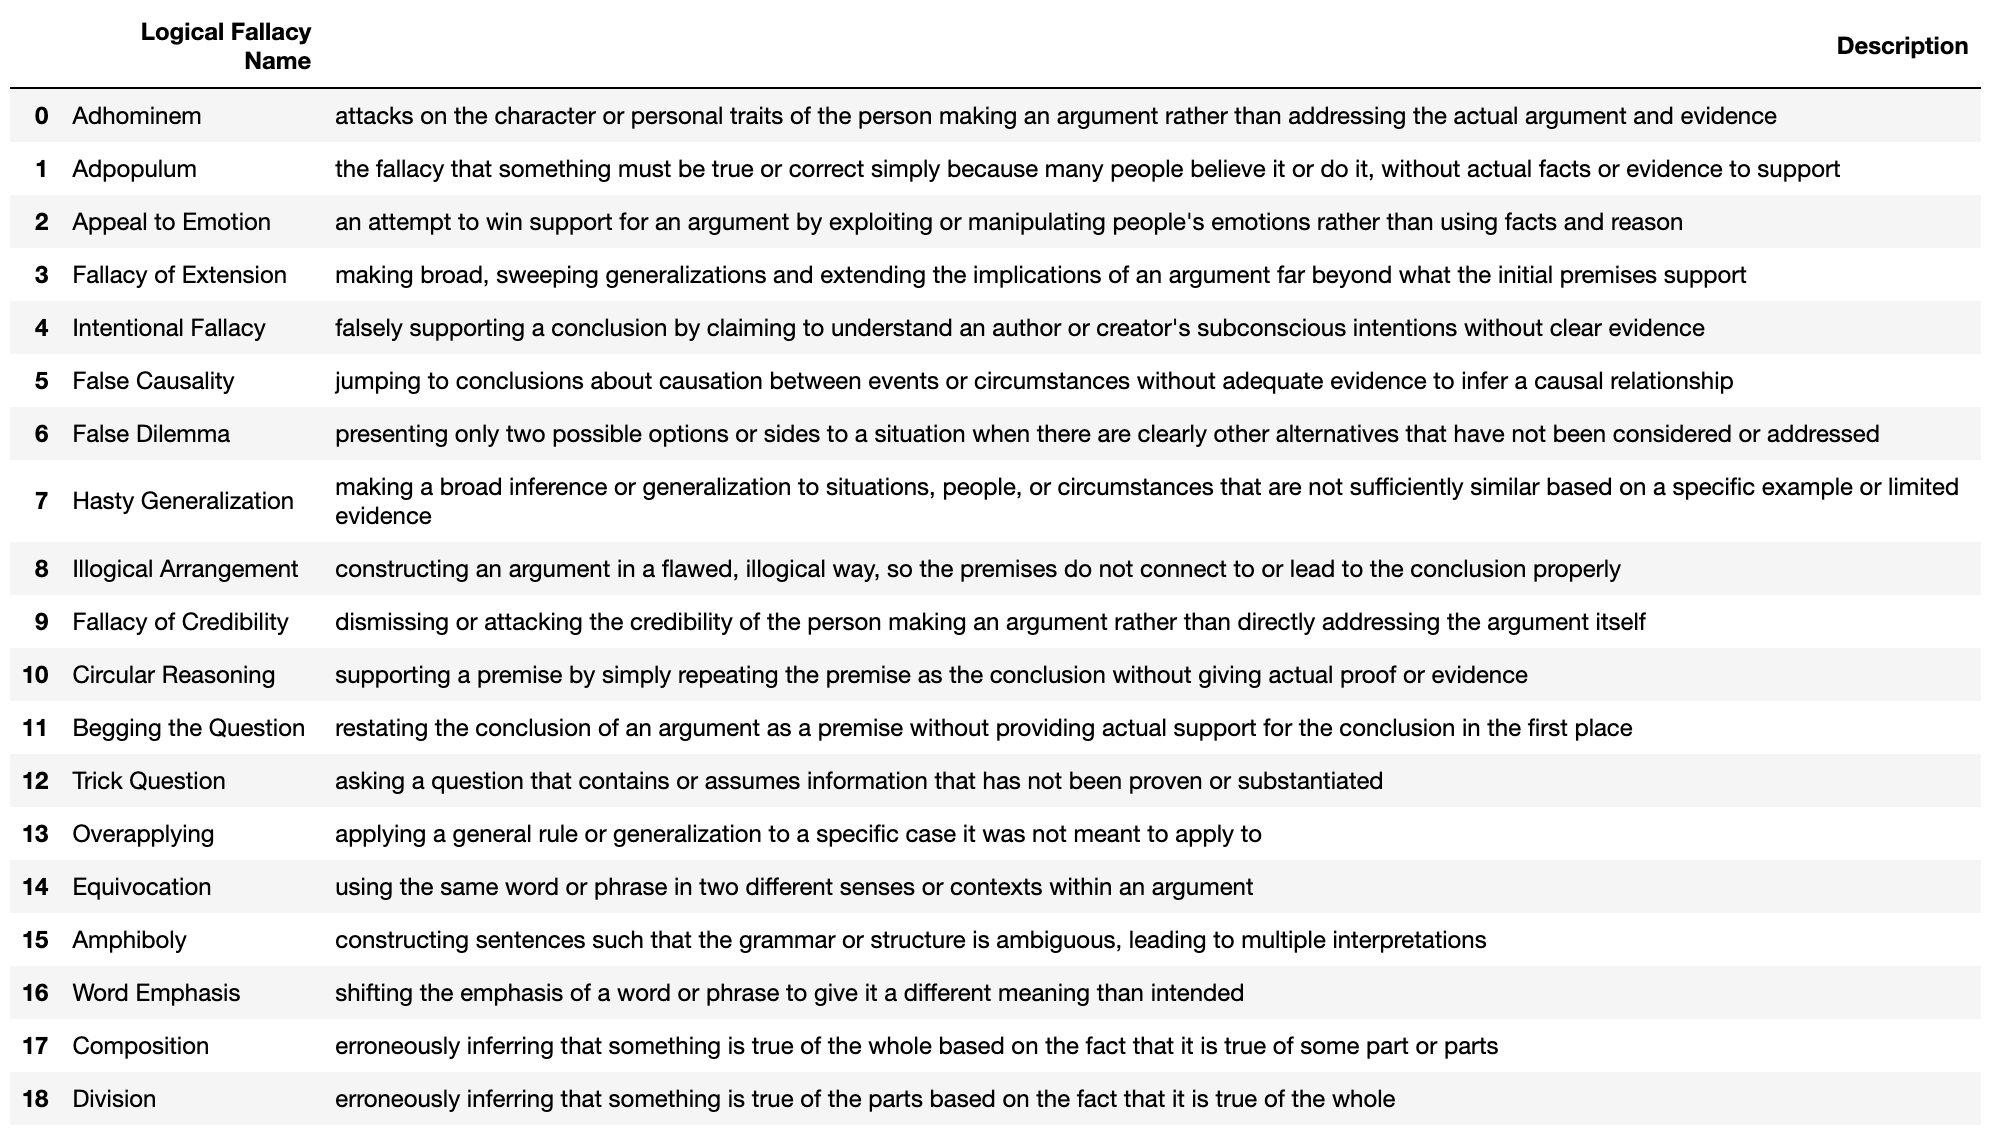 Logical Fallacy
Name Description
0 Adhominem attacks on the character or personal traits of the person making an argument rather than addressing the actual argument and evidence
1 Adpopulum the fallacy that something must be true or correct simply because many people believe it or do it, without actual facts or evidence to support
2 Appeal to Emotion an attempt to win support for an argument by exploiting or manipulating people's emotions rather than using facts and reason
3 Fallacy of Extension making broad, sweeping generalizations and extending the implications of an argument far beyond what the initial premises support
4 Intentional Fallacy falsely supporting a conclusion by claiming to understand an author or creator's subconscious intentions without clear evidence
5 False Causality jumping to conclusions about causation between events or circumstances without adequate evidence to infer a causal relationship
6 False Dilemma presenting only two possible options or sides to a situation when there are clearly other alternatives that have not been considered or addressed
7 Hasty Generalization making a broad inference or generalization to situations, people, or circumstances that are not sufficiently similar based on a specific example or limited
evidence
8 Illogical Arrangement constructing an argument in a flawed, illogical way, so the premises do not connect to or lead to the conclusion properly
9 Fallacy of Credibility dismissing or attacking the credibility of the person making an argument rather than directly addressing the argument itself
10 Circular Reasoning supporting a premise by simply repeating the premise as the conclusion without giving actual proof or evidence
11 Begging the Question restating the conclusion of an argument as a premise without providing actual support for the conclusion in the first place
12 Trick Question asking a question that contains or assumes information that has not been proven or substantiated
13 Overapplying applying a general rule or generalization to a specific case it was not meant to apply to
14 Equivocation using the same word or phrase in two different senses or contexts within an argument
15 Amphiboly constructing sentences such that the grammar or structure is ambiguous, leading to multiple interpretations
16 Word Emphasis shifting the emphasis of a word or phrase to give it a different meaning than intended
17 Composition erroneously inferring that something is true of the whole based on the fact that it is true of some part or parts
18 Division erroneously inferring that something is true of the parts based on the fact that it is true of the whole